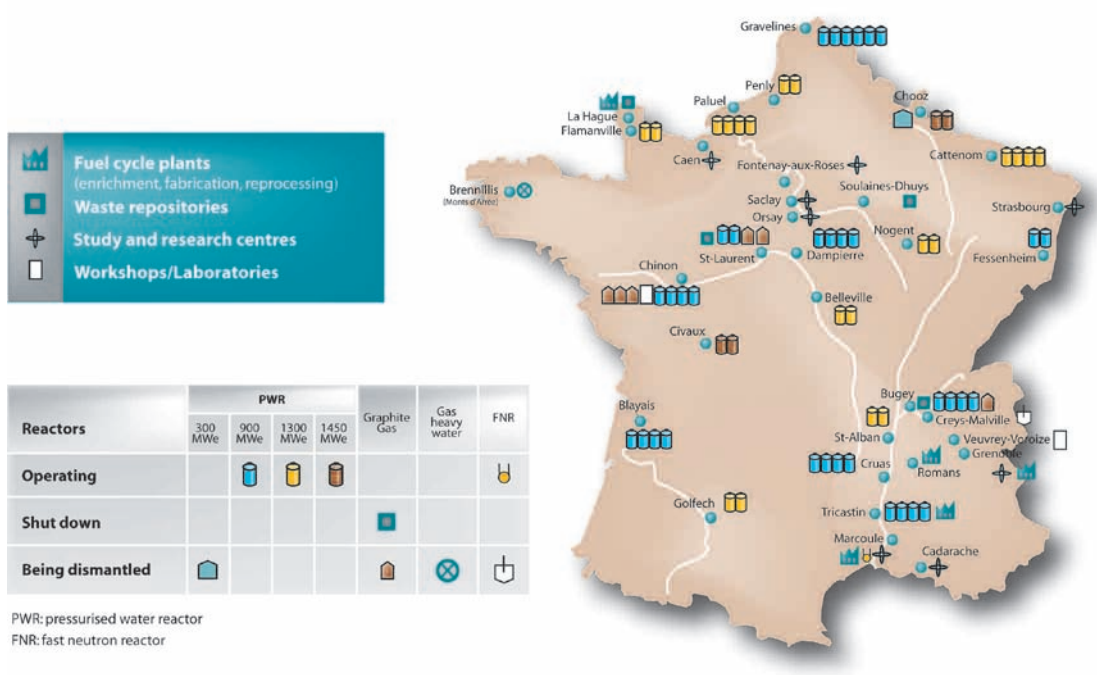 Fuel cycle plants
(enrichment, fabrication, reprocessing)
Waste repositories
Study and research centres
Workshops/Laboratories
Reactors
PWR
300 MWe
900 MWe
1300 MWe
1450 MWe
Graphite Gas
Gas heavy water
FNR
Operating
Shut down
Being dismantled
PWR: pressurised water reactor
FNR: fast neutron reactor
Gravelines
Penly
Paluel
Chooz
La Hague
Flamanville
Caen
Cattenom
Fontenay-aux-Roses
Brennillis
(Monts d'Arrée)
Soulaines-Dhuys
Saclay
Strasbourg
Orsay
Nogent
St-Laurent
Dampierre
Fessenheim
Chinon
Belleville
Civaux
Bugey
Blayais
Creys-Malville
St-Alban
Veuvrey-Voroize
Grenoble
Cruas
Romans
Golfech
Tricastin
Marcoule
Cadarache